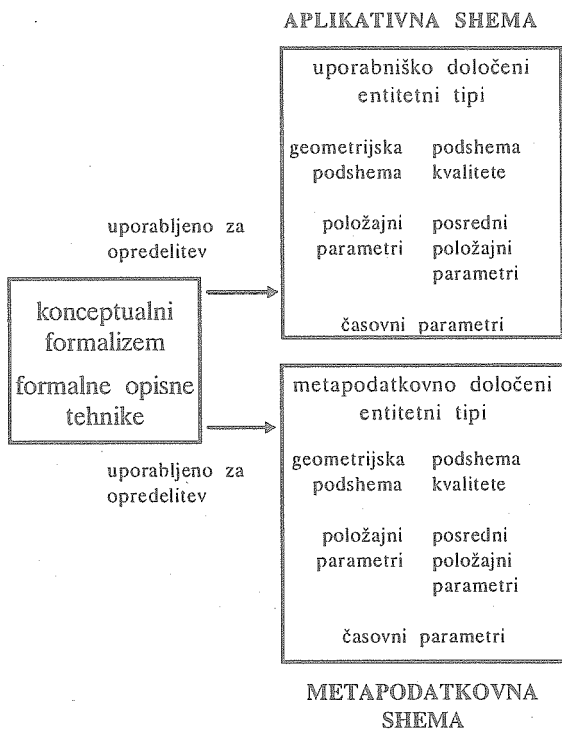 APLIKATIVNA SHEMA
uporabniško določeni
entitetni tipi
geometrijska podshema
podshema kvalitete
položajni posredni
parametri položajni
parametri
časovni parametri
uporabljeno za
opredelitev
konceptualni
formalizem
formalne opisne
tehnike
uporabljeno za
opredelitev
metapodatkovno določeni
entitetni tipi
geometrijska podshema
podshema kvalitete
položajni posredni
parametri položajni
parametri
časovni parametri
METAPODATKOVNA
SHEMA